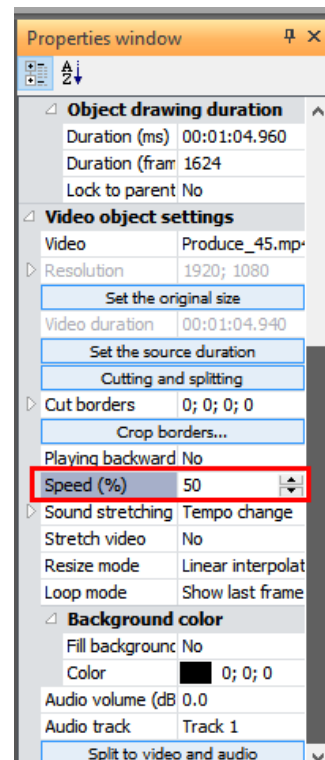 Properties window
Object drawing duration
Duration (ms) 00:01:04.960
Duration (fram 1624
Lock to parent No
Video object settings
Video Produce_45.mp4
Resolution 1920; 1080
Set the original size
Video duration 00:01:04.940
Set the source duration
Cutting and splitting
Cut borders 0; 0; 0; 0
Crop borders...
Playing backward No
Speed (%) 50
Sound stretching Tempo change
Stretch video No
Resize mode Linear interpolat
Loop mode Show last frame
Background color
Fill background No
Color 0; 0; 0
Audio volume (dB 0.0
Audio track Track 1
Split to video and audio